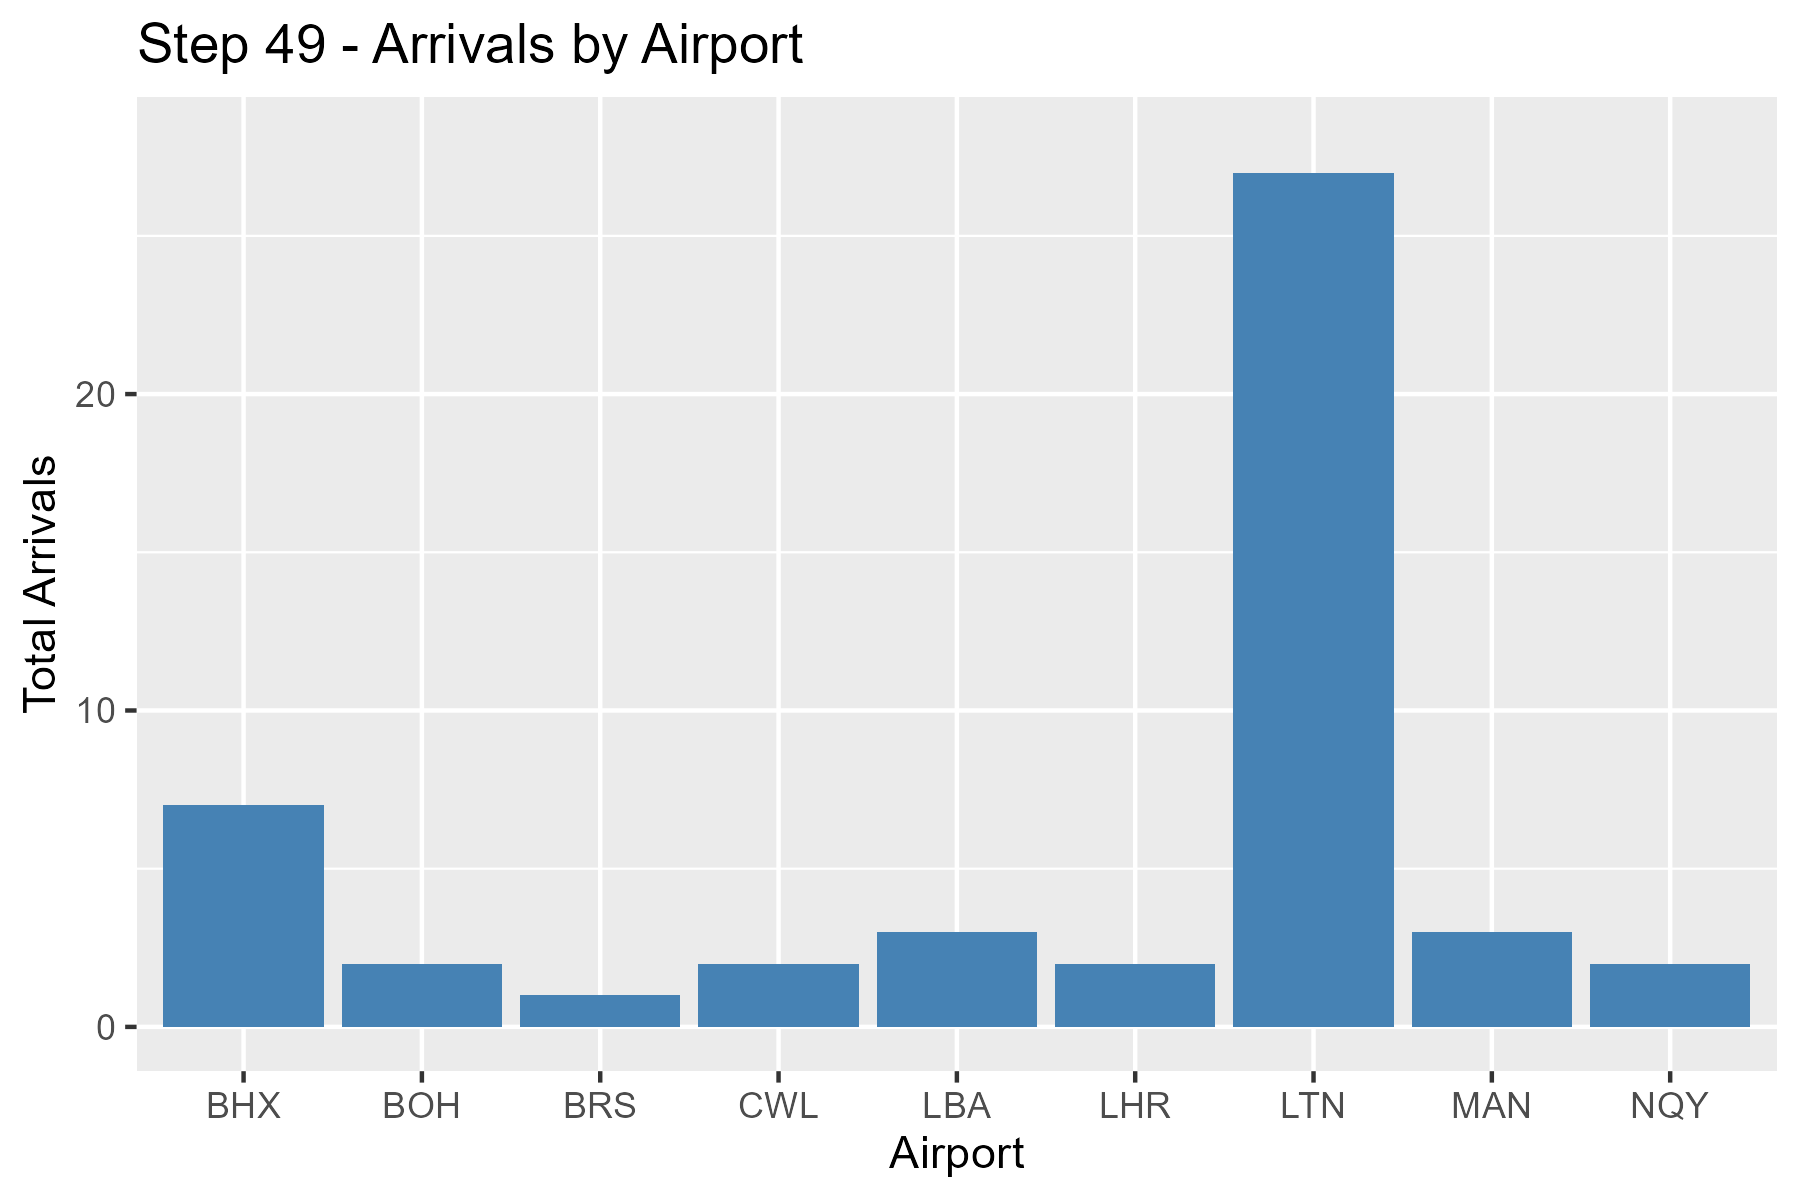 Step 49 - Arrivals by Airport
Total Arrivals
20
10
0
BHX BOH BRS CWL LBA LHR LTN MAN NQY
Airport